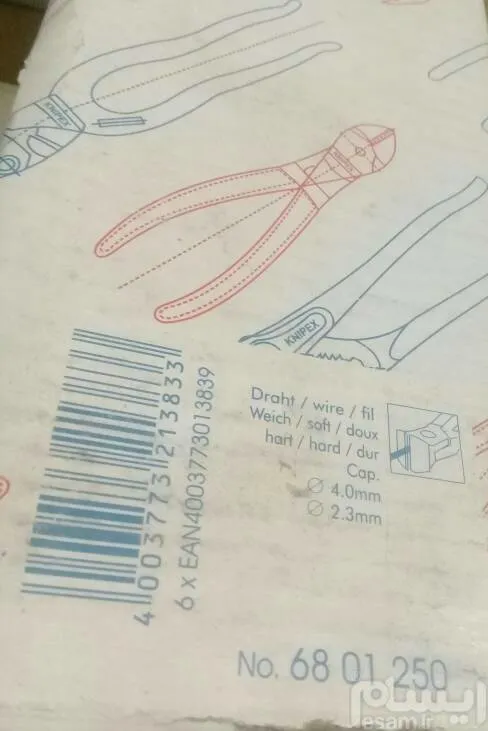 KNIPEX
KNIPEX
4 003773 213833
6 x EAN4003773013839
Draht / wire / fil
Weich / soft / doux
hart / hard / dur
Cap.
Ø 4.0mm
Ø 2.3mm
No. 68 01 250
ایسام
esam.ir